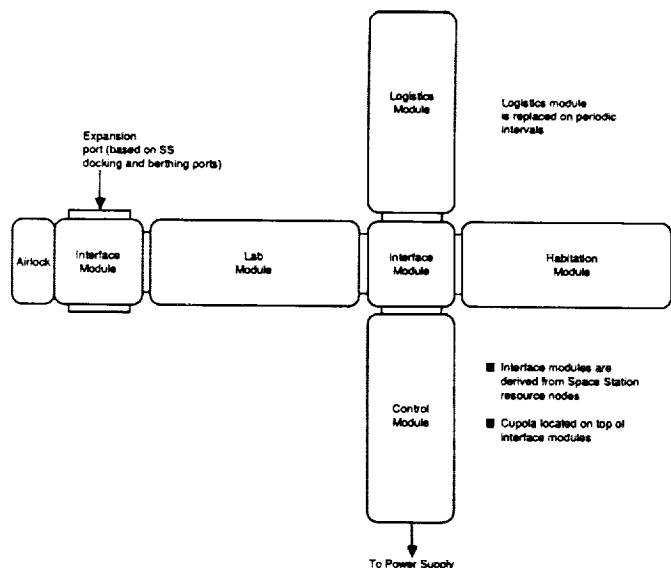 Logistics
Module
Logistics module
is replaced on periodic
intervals
Expansion
port (based on SS
docking and berthing ports)
Airlock
Interface
Module
Lab
Module
Interface
Module
Habitation
Module
■ Interface modules are
derived from Space Station
resource nodes
■ Cupola located on top of
interface modules
Control
Module
To Power Supply